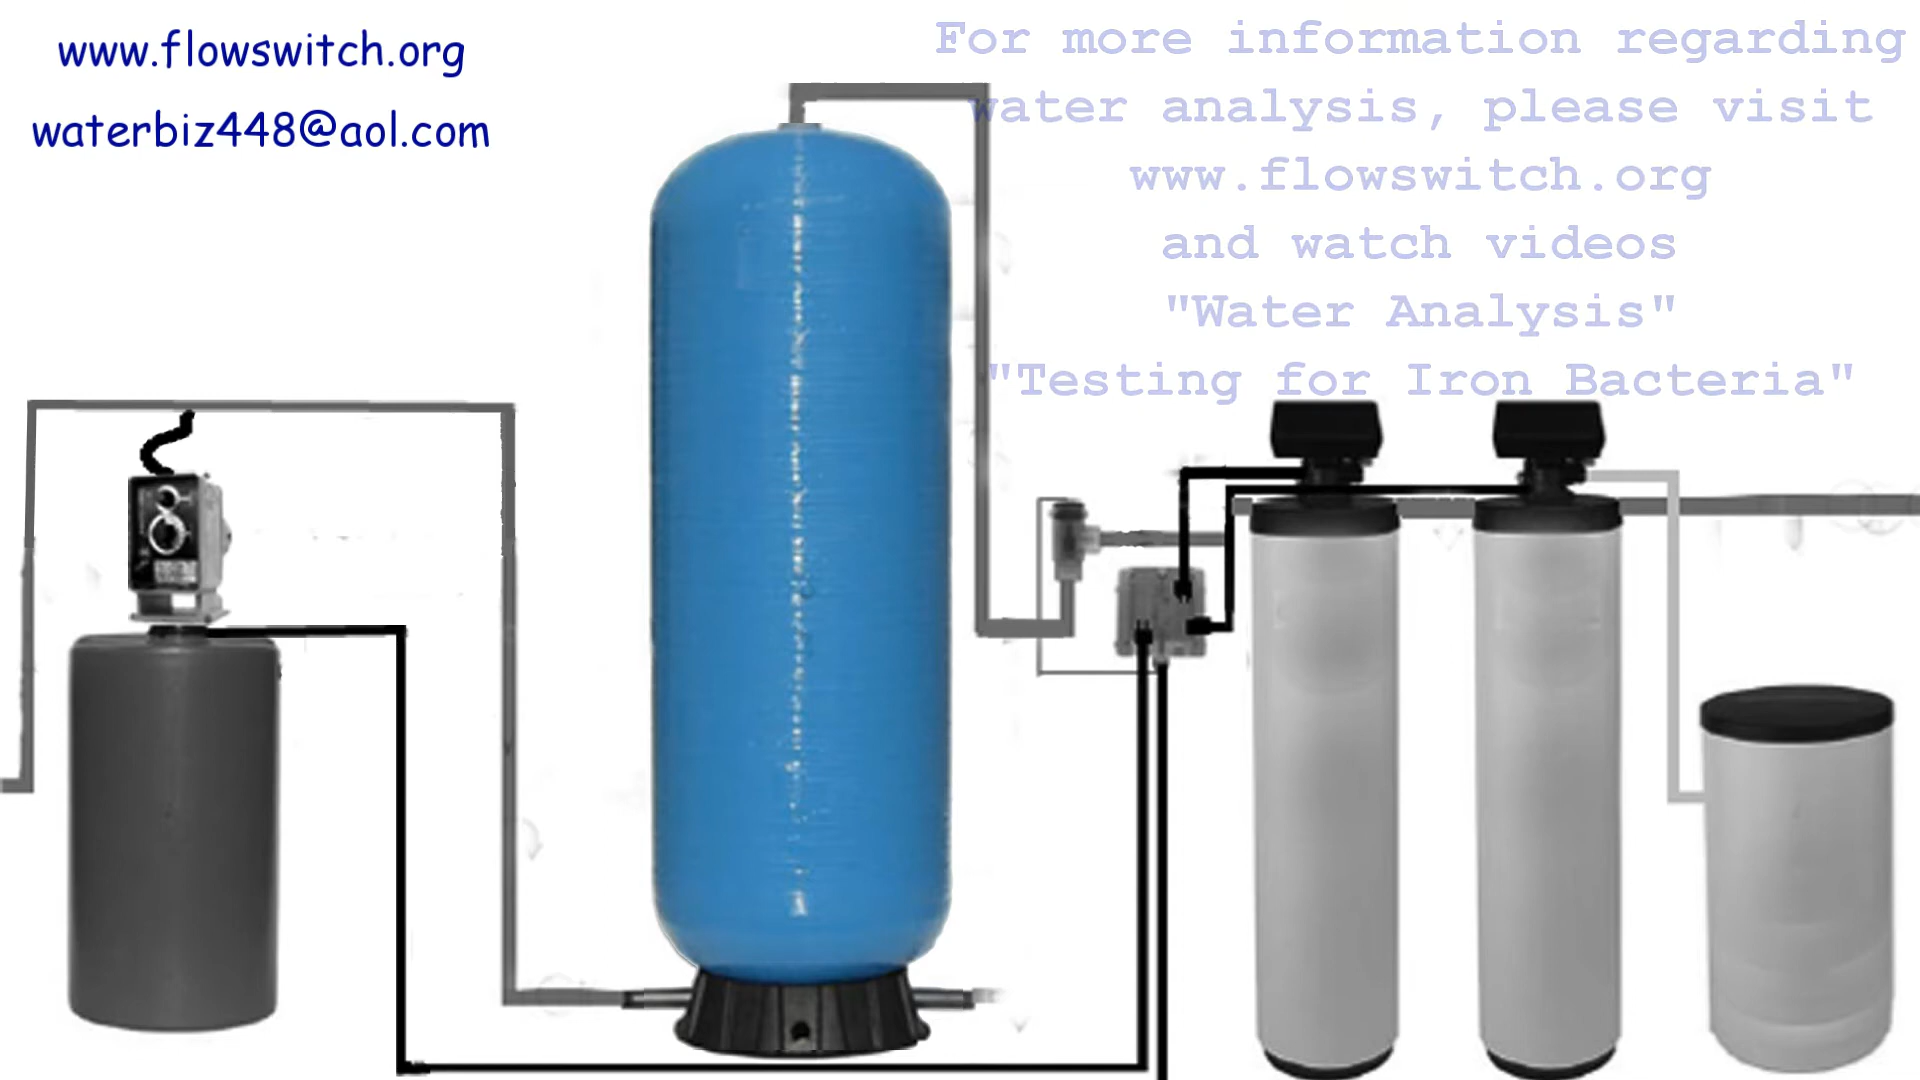 www.flowswitch.org
waterbiz448@aol.com
For more information regarding
water analysis, please visit
www.flowswitch.org
and watch videos
"Water Analysis"
"Testing for Iron Bacteria"